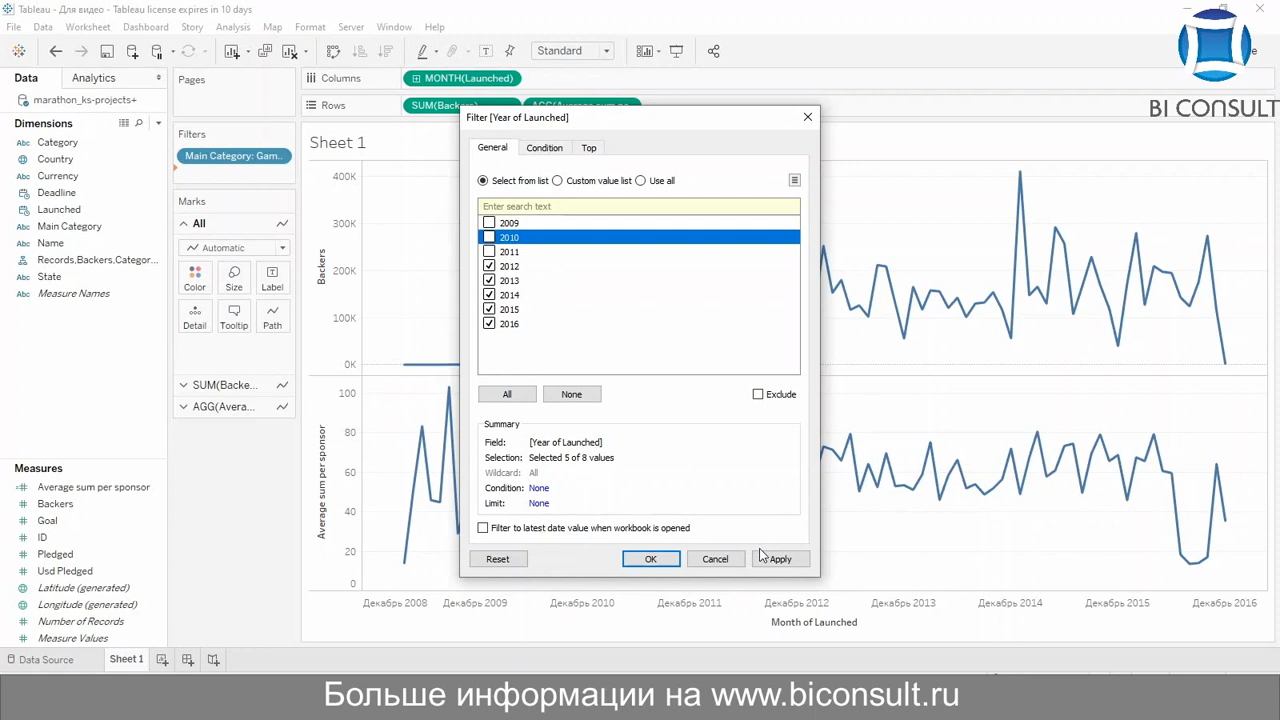 Tableau - Для видео - Tableau license expires in 10 days
File Data Worksheet Dashboard Story Analysis Map Format Server Window Help
Standard
BI CONSULT
Data Analytics
marathon_ks-projects+
Dimensions
Abc Category
Country
Abc Currency
Deadline
Launched
Abc Main Category
Abc Name
Records,Backers,Categor...
Abc State
Abc Measure Names
Measures
Average sum per sponsor
Backers
Goal
ID
Pledged
Usd Pledged
Latitude (generated)
Longitude (generated)
Number of Records
Measure Values
Pages
Filters
Main Category: Gam..
Marks
All
Automatic
Color Size Label
Detail Tooltip Path
SUM(Backe...
AGG(Avera...
Columns MONTH(Launched)
Rows
Sheet 1
400K
300K
200K
100K
0K
Backers
100
80
60
40
20
0
Average sum per sponsor
Декабрь 2008 Декабрь 2009 Декабрь 2010 Декабрь 2011 Декабрь 2012 Декабрь 2013 Декабрь 2014 Декабрь 2015 Декабрь 2016
Month of Launched
Filter [Year of Launched]
General Condition Top
Select from list Custom value list Use all
Enter search text
2009
2010
2011
2012
2013
2014
2015
2016
All None Exclude
Summary
Field: [Year of Launched]
Selection: Selected 5 of 8 values
Wildcard: All
Condition: None
Limit: None
Filter to latest date value when workbook is opened
Reset OK Cancel Apply
Data Source Sheet 1
Больше информации на www.biconsult.ru